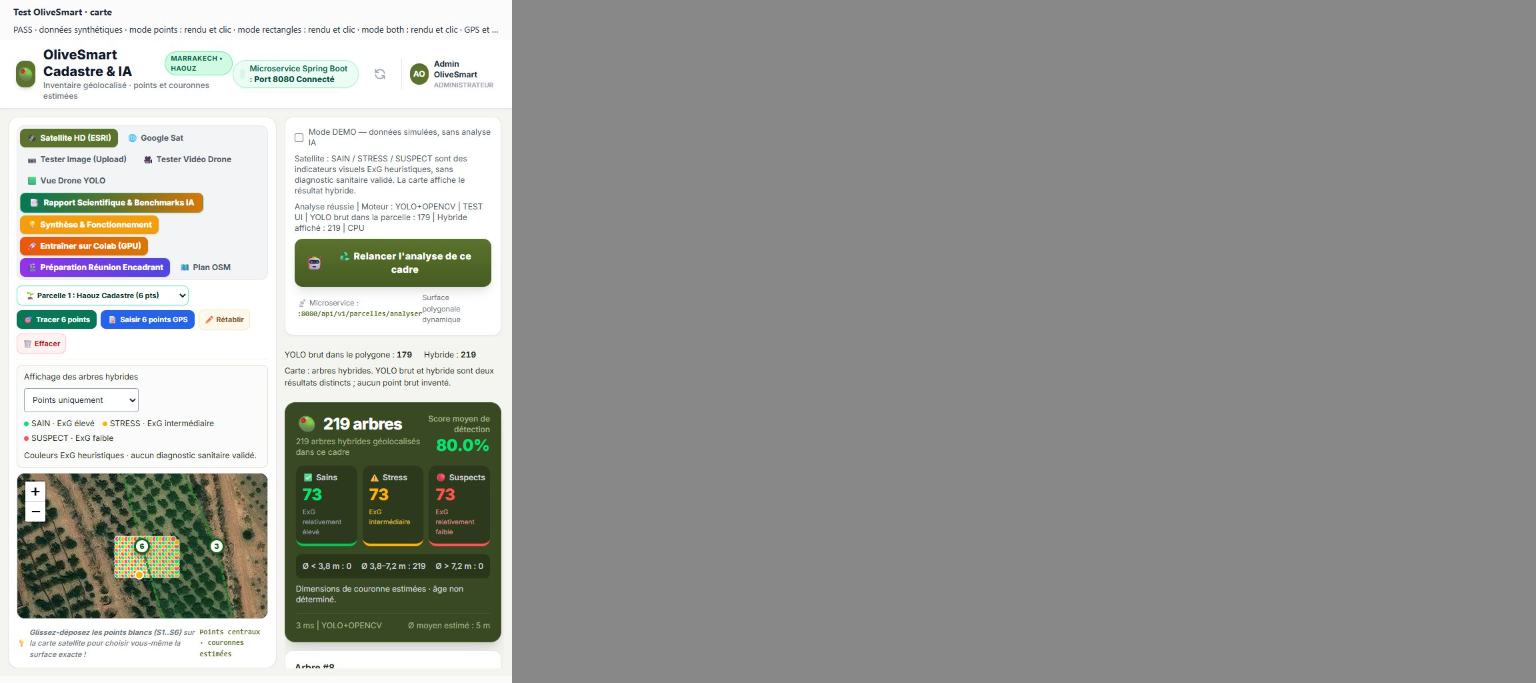 Test OliveSmart · carte
PASS · données synthétiques · mode points : rendu et clic · mode rectangles : rendu et clic · mode both : rendu et clic · GPS et ...
OliveSmart
Cadastre & IA
MARRAKECH •
HAOUZ
Inventaire géolocalisé · points et couronnes
estimées
Microservice Spring Boot
: Port 8080 Connecté
AO
Admin
OliveSmart
ADMINISTRATEUR
Satellite HD (ESRI)
Google Sat
Tester Image (Upload)
Tester Vidéo Drone
Vue Drone YOLO
Rapport Scientifique & Benchmarks IA
Synthèse & Fonctionnement
Entraîner sur Colab (GPU)
Préparation Réunion Encadrant
Plan OSM
Parcelle 1 : Haouz Cadastre (6 pts)
Tracer 6 points
Saisir 6 points GPS
Rétablir
Effacer
Affichage des arbres hybrides
Points uniquement
SAIN · ExG élevé
STRESS · ExG intermédiaire
SUSPECT · ExG faible
Couleurs ExG heuristiques · aucun diagnostic sanitaire validé.
+
−
6
3
Glissez-déposez les points blancs (S1..S6) sur
la carte satellite pour choisir vous-même la
surface exacte !
Points centraux
· couronnes
estimées
Mode DEMO — données simulées, sans analyse
IA
Satellite : SAIN / STRESS / SUSPECT sont des
indicateurs visuels ExG heuristiques, sans
diagnostic sanitaire validé. La carte affiche le
résultat hybride.
Analyse réussie | Moteur : YOLO+OPENCV | TEST
UI | YOLO brut dans la parcelle : 179 | Hybride
affiché : 219 | CPU
Relancer l'analyse de ce
cadre
Microservice :
:8080/api/v1/parcelles/analyser
Surface
polygonale
dynamique
YOLO brut dans le polygone : 179 Hybride : 219
Carte : arbres hybrides. YOLO brut et hybride sont deux
résultats distincts ; aucun point brut inventé.
219 arbres
219 arbres hybrides géolocalisés
dans ce cadre
Score moyen de
détection
80.0%
Sains
73
ExG
relativement
élevé
Stress
73
ExG
intermédiaire
Suspects
73
ExG
relativement
faible
Ø < 3,8 m : 0 Ø 3,8–7,2 m : 219 Ø > 7,2 m : 0
Dimensions de couronne estimées · âge non
déterminé.
3 ms | YOLO+OPENCV
Ø moyen estimé : 5 m
Arbre #8